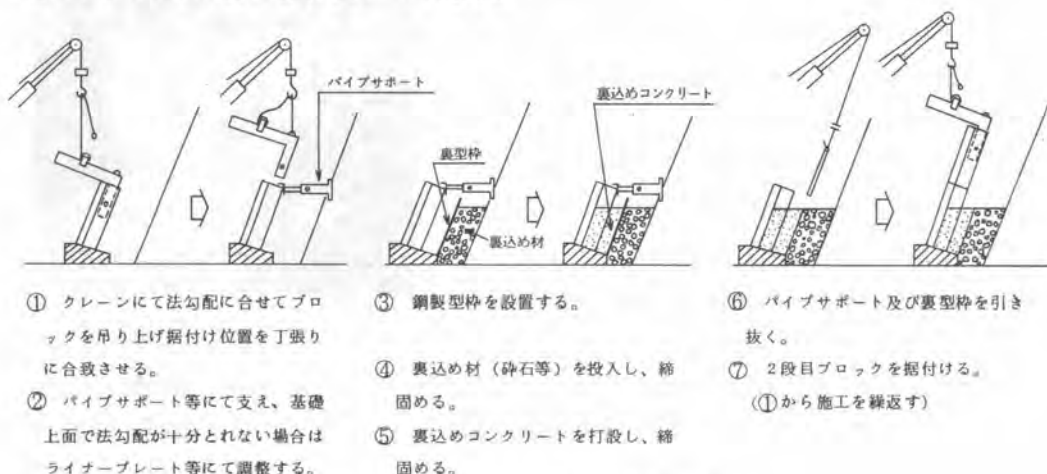 パイプサポート
裏型枠
裏込め材
裏込めコンクリート
① クレーンにて法勾配に合せてブロ
ックを吊り上げ据付け位置を丁張り
に合致させる。
② パイプサポート等にて支え、基礎
上面で法勾配が十分とれない場合は
ライナープレート等にて調整する。
③ 鋼製型枠を設置する。
④ 裏込め材（砕石等）を投入し、締
固める。
⑤ 裏込めコンクリートを打設し、締
固める。
⑥ パイプサポート及び裏型枠を引き
抜く。
⑦ 2段目ブロックを据付ける。
(①から施工を繰返す)